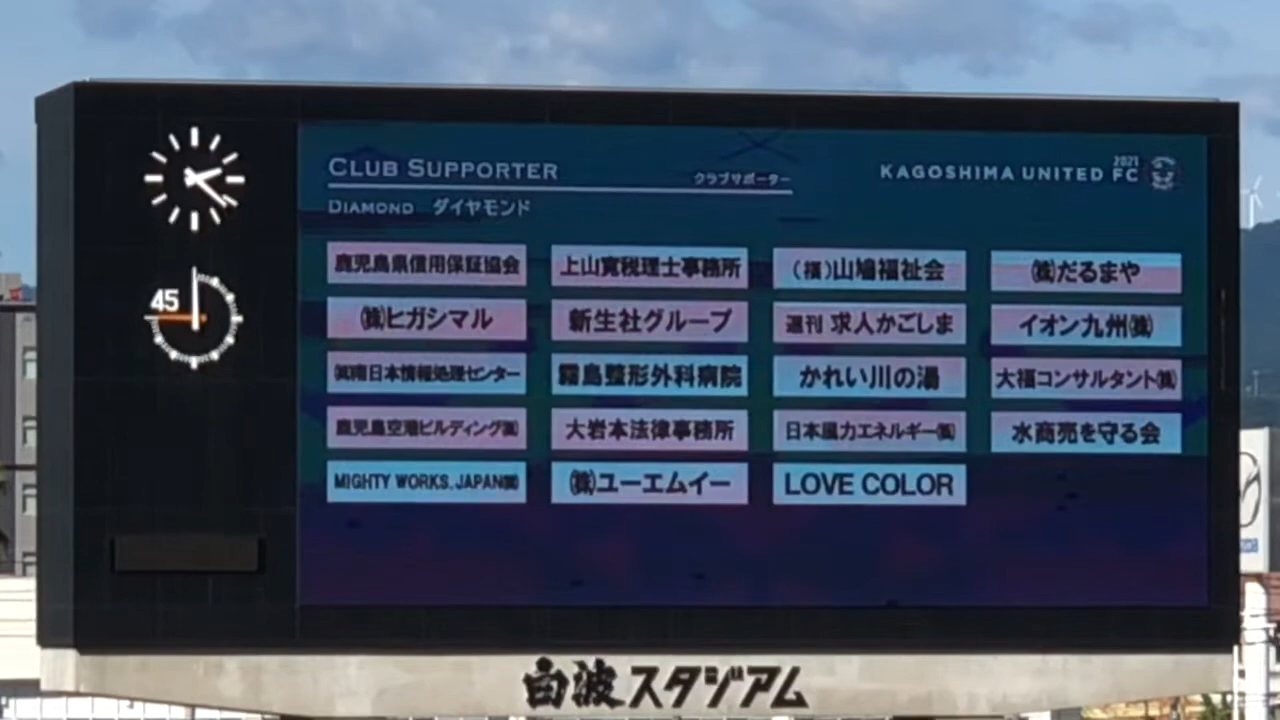 45
CLUB SUPPORTER クラブサポーター
2021
KAGOSHIMA UNITED FC
DIAMOND ダイヤモンド
鹿児島県信用保証協会 上山寛税理士事務所 (福)山鳩福祉会 ㈱だるまや
㈱ヒガシマル 新生社グループ 週刊 求人かごしま イオン九州㈱
㈱南日本情報処理センター 霧島整形外科病院 かれい川の湯 大福コンサルタント㈱
鹿児島空港ビルディング㈱ 大岩本法律事務所 日本風力エネルギー㈱ 水商売を守る会
MIGHTY WORKS.JAPAN㈱ ㈱ユーエムイー LOVE COLOR
白波スタジアム